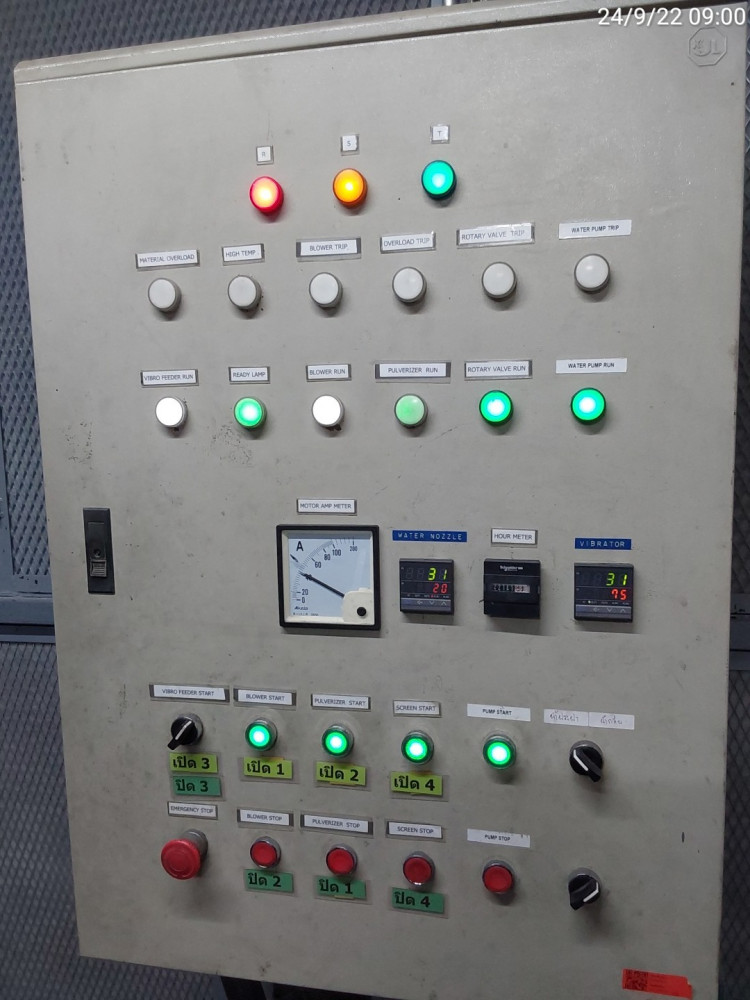 24/9/22 09:00
R
S
T
MATERIAL OVERLOAD
HIGH TEMP
BLOWER TRIP
OVERLOAD TRIP
ROTARY VALVE TRIP
WATER PUMP TRIP
VIBRO FEEDER RUN
READY LAMP
BLOWER RUN
PULVERIZER RUN
ROTARY VALVE RUN
WATER PUMP RUN
MOTOR AMP METER
WATER NOZZLE
HOUR METER
VIBRATOR
A
0
20
60
80
100
31
20
31
75
VIBRO FEEDER START
BLOWER START
PULVERIZER START
SCREEN START
PUMP START
เปิด 3
เปิด 1
เปิด 2
เปิด 4
ปิด 3
EMERGENCY STOP
BLOWER STOP
PULVERIZER STOP
SCREEN STOP
PUMP STOP
ปิด 2
ปิด 1
ปิด 4